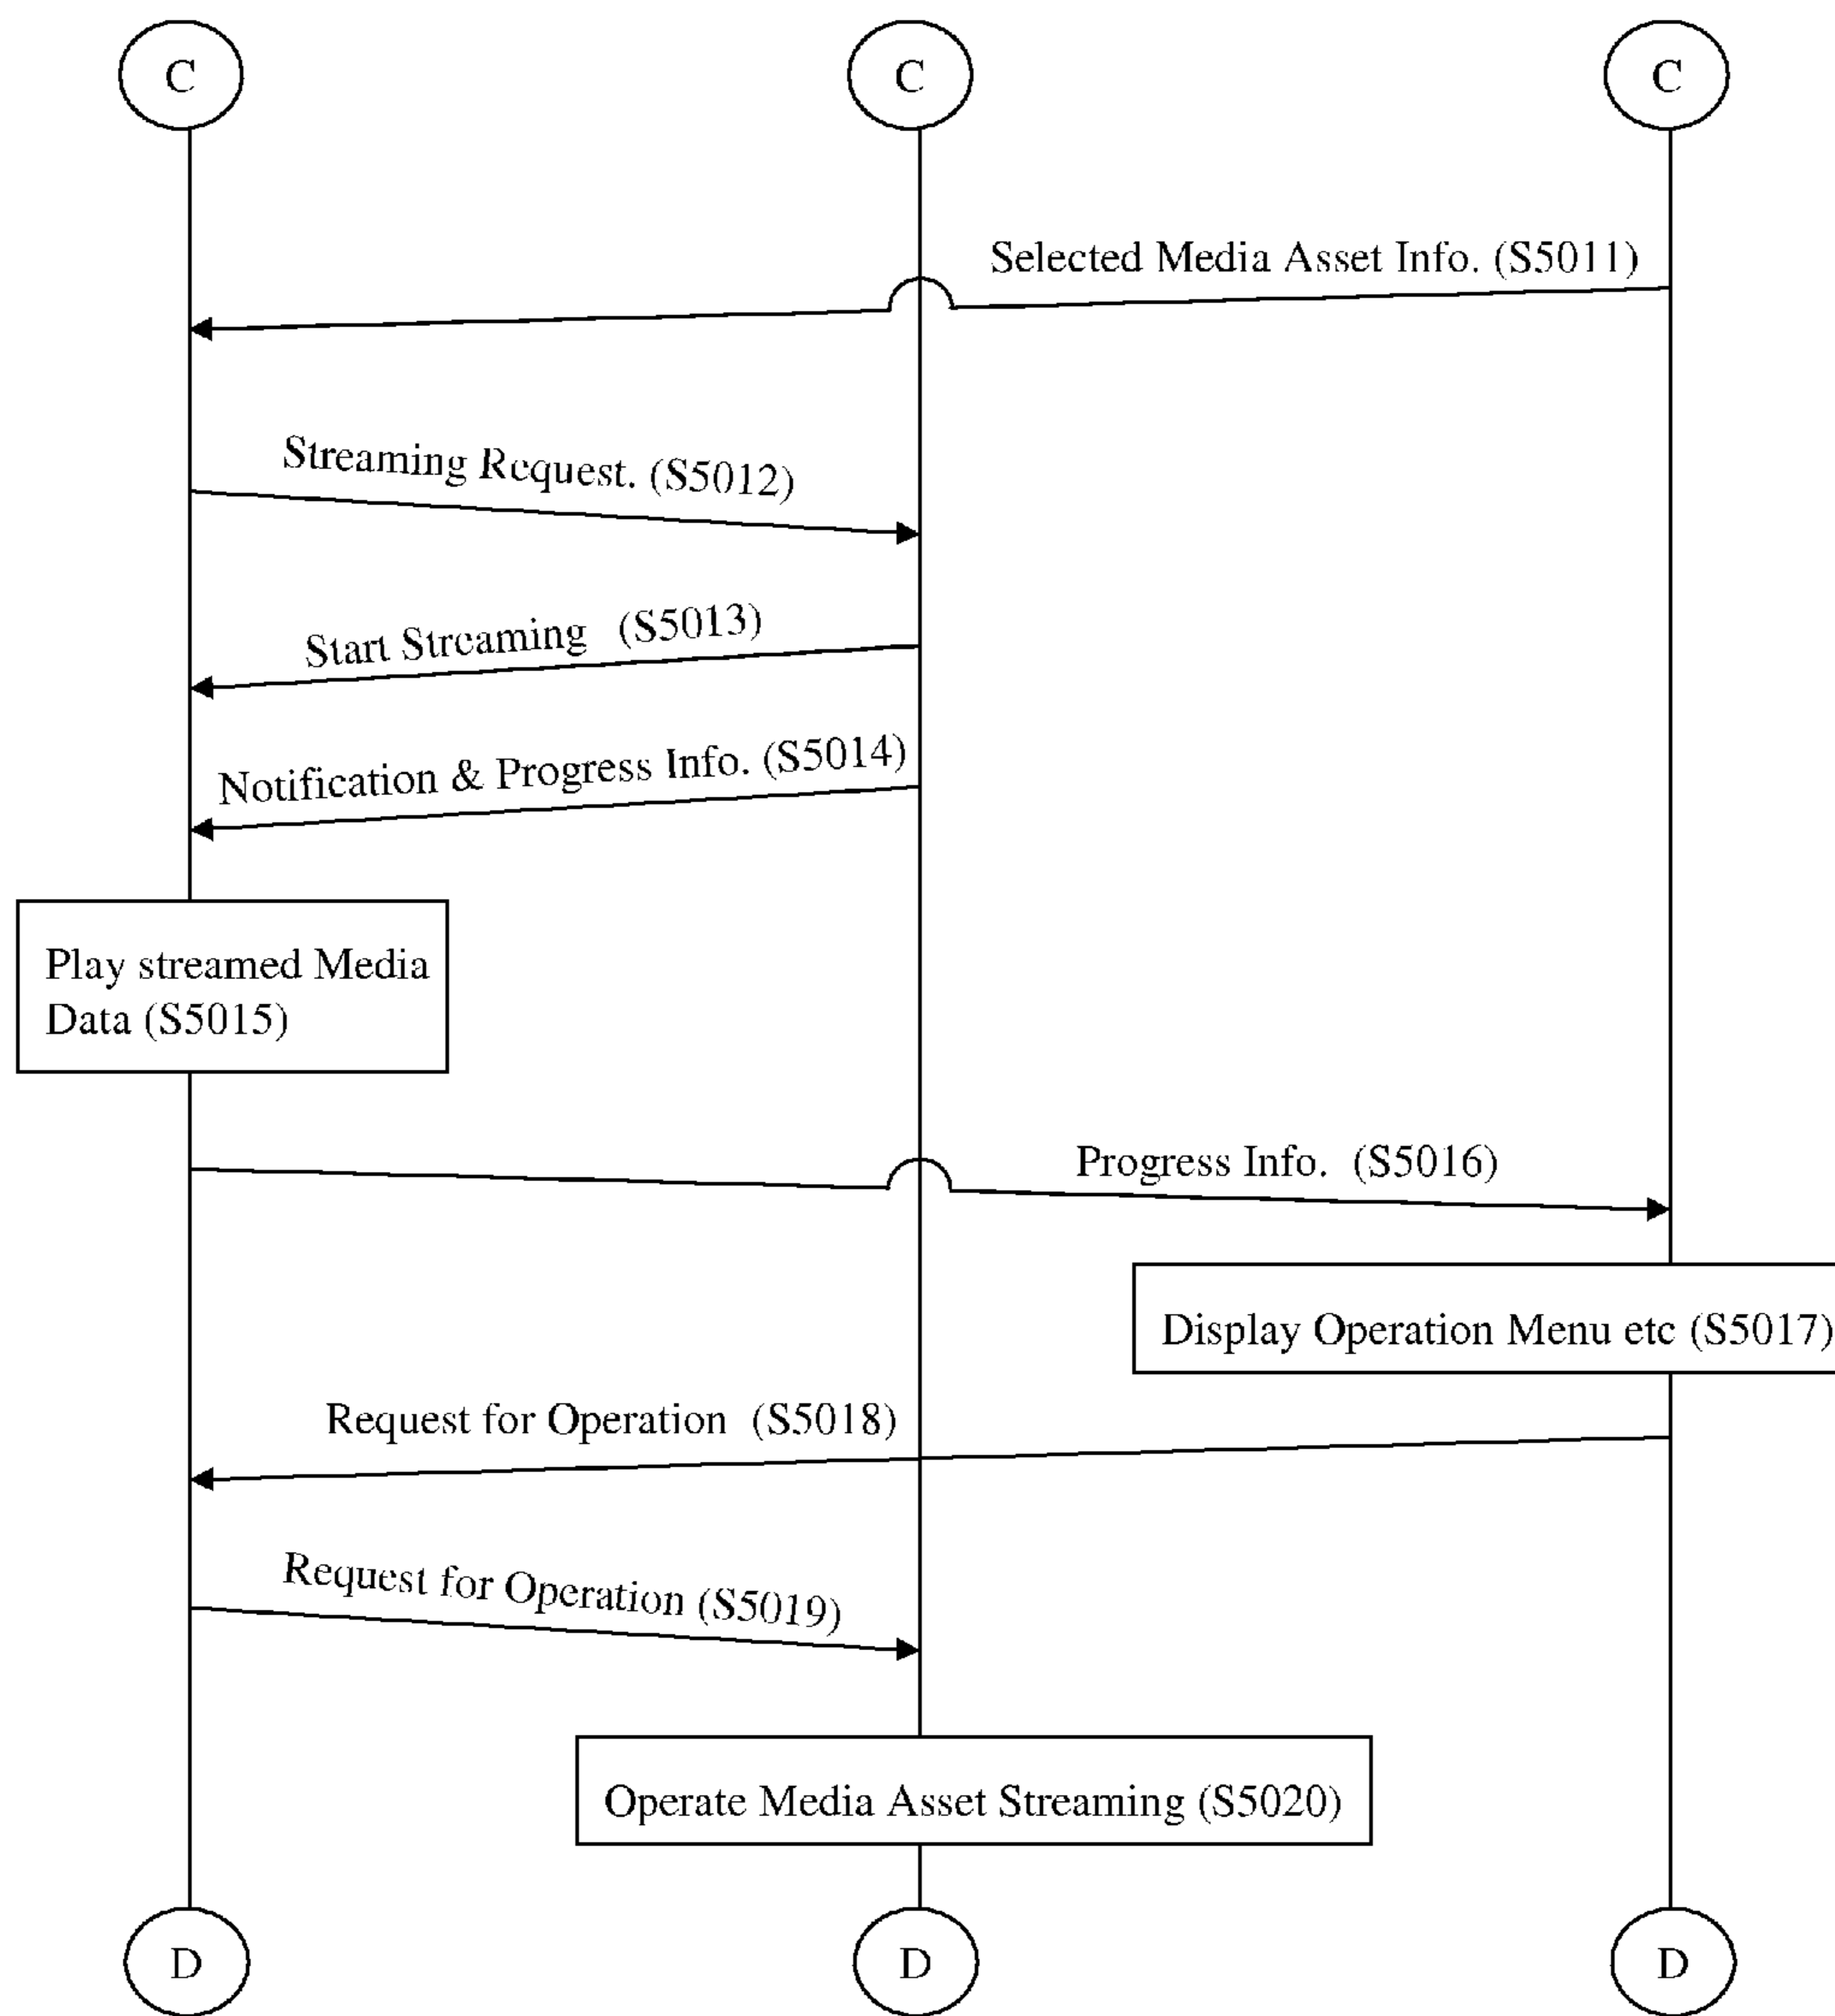 C
C
C
Selected Media Asset Info. (S5011)
Streaming Request. (S5012)
Start Streaming (S5013)
Notification & Progress Info. (S5014)
Play streamed Media
Data (S5015)
Progress Info. (S5016)
Display Operation Menu etc (S5017)
Request for Operation (S5018)
Request for Operation (S5019)
Operate Media Asset Streaming (S5020)
D
D
D